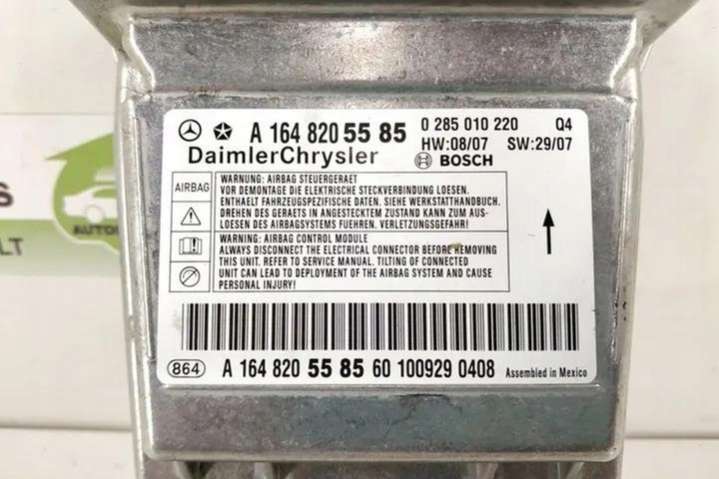 A 164 820 55 85 0 285 010 220 Q4
DaimlerChrysler HW:08/07 SW:29/07
BOSCH
AIRBAG
WARNUNG: AIRBAG STEUERGERAET
VOR DEMONTAGE DIE ELEKTRISCHE STECKVERBINDUNG LOESEN.
ENTHAELT FAHRZEUGSPEZIFISCHE DATEN. SIEHE WERKSTATTHANDBUCH.
DREHEN DES GERAETS IN ANGESTECKTEM ZUSTAND KANN ZUM AUS-
LOESEN DES AIRBAGSYSTEMS FUEHREN. VERLETZUNGSGEFAHR!
WARNING: AIRBAG CONTROL MODULE
ALWAYS DISCONNECT THE ELECTRICAL CONNECTOR BEFORE REMOVING
THIS UNIT. REFER TO SERVICE MANUAL. TILTING OF CONNECTED
UNIT CAN LEAD TO DEPLOYMENT OF THE AIRBAG SYSTEM AND CAUSE
PERSONAL INJURY!
864 A 164 820 55 85 60 100929 0408 Assembled in Mexico